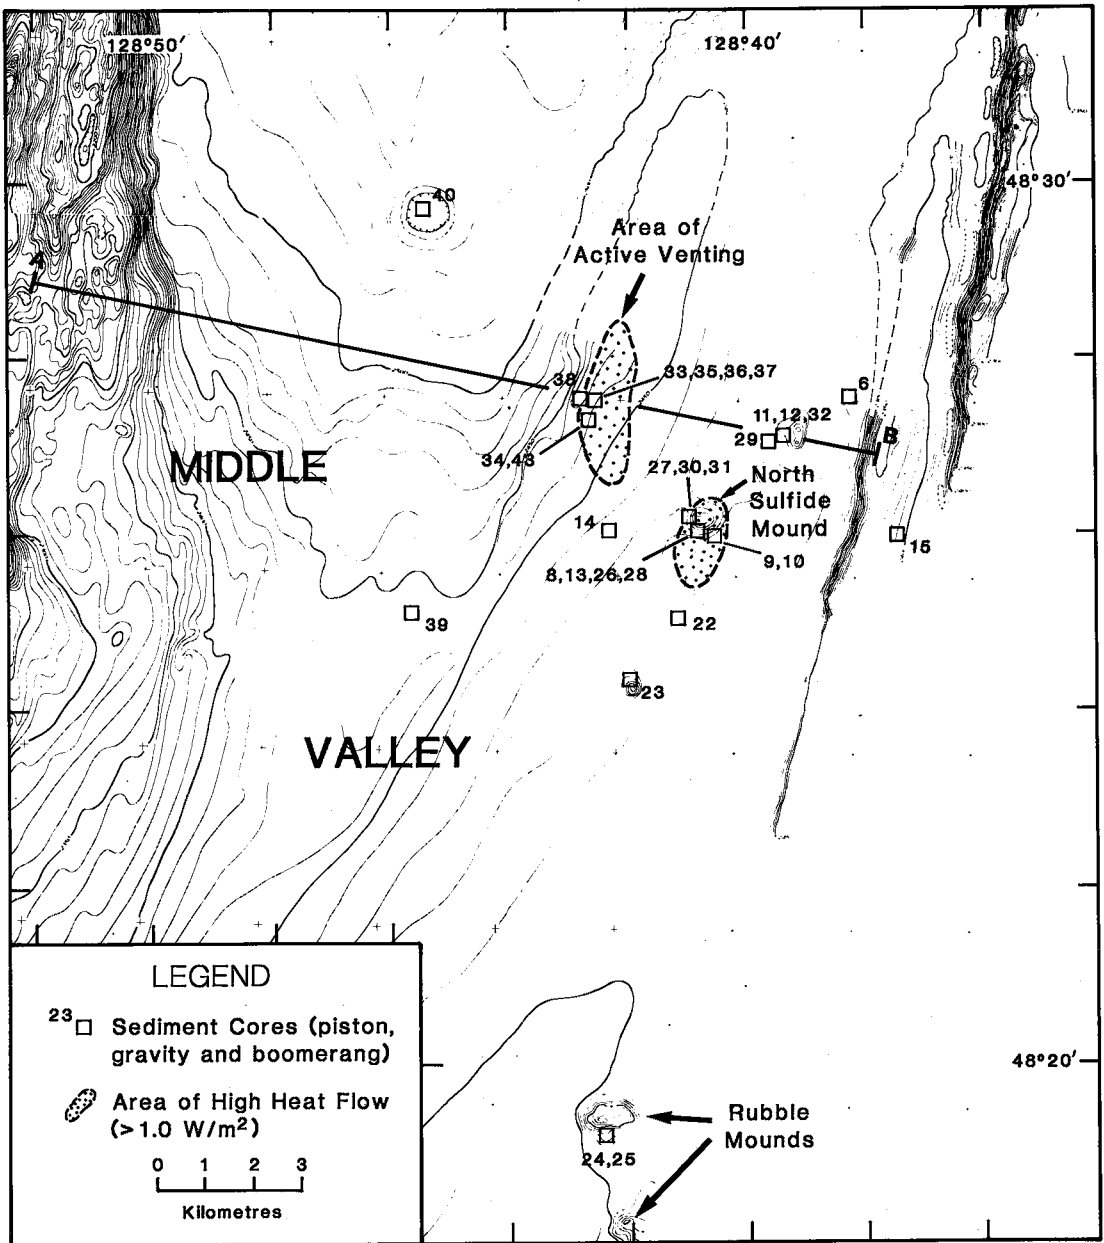 128°50′
128°40′
40
48°30′
Area of
Active Venting
A
38
33,35,36,37
6
11,12,32
29
B
34,43
27,30,31
MIDDLE
North
Sulfide
Mound
14
15
8,13,26,28
9,10
39
22
23
VALLEY
LEGEND
23 Sediment Cores (piston,
gravity and boomerang)
48°20′
Area of High Heat Flow
(>1.0 W/m²)
Rubble
Mounds
24,25
0 1 2 3
Kilometres